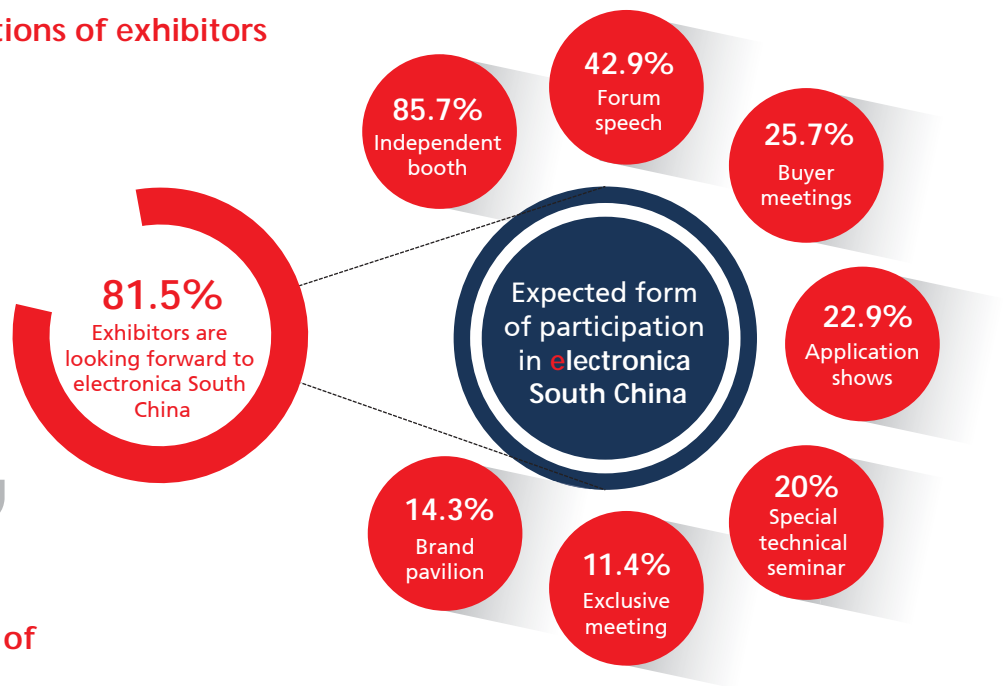 tions of exhibitors
85.7%
Independent
booth
42.9%
Forum
speech
25.7%
Buyer
meetings
22.9%
Application
shows
20%
Special
technical
seminar
11.4%
Exclusive
meeting
14.3%
Brand
pavilion
81.5%
Exhibitors are
looking forward to
electronica South
China
Expected form
of participation
in electronica
South China
of